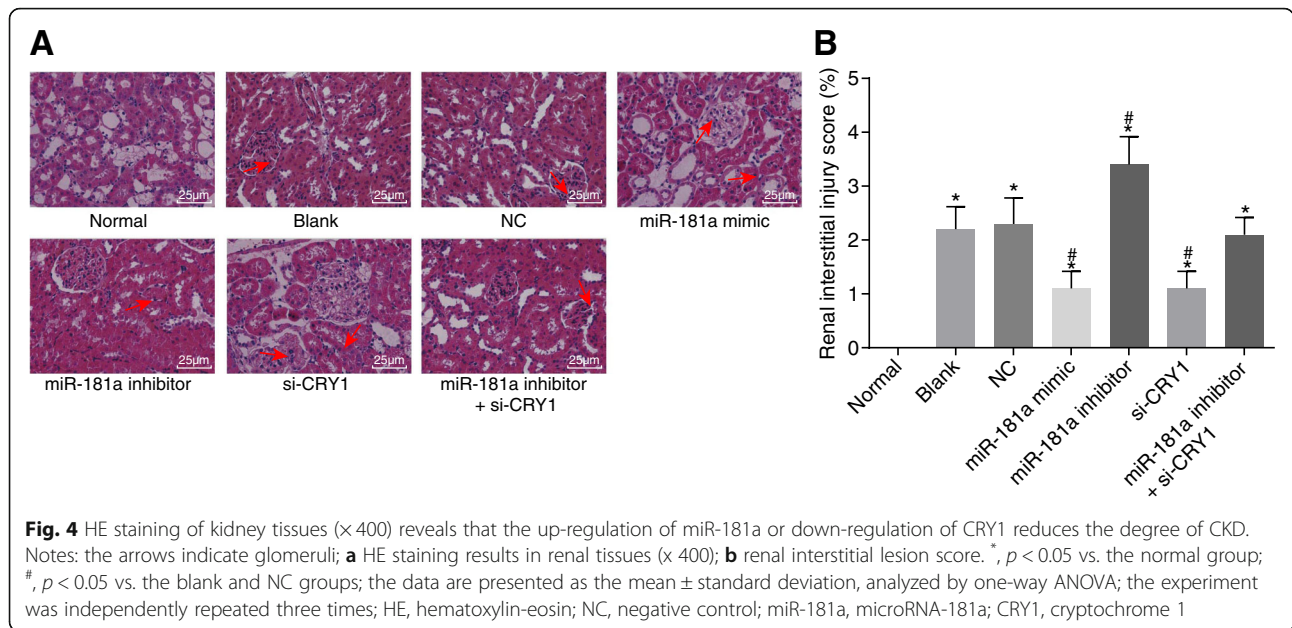 A
B
25μm
25μm
25μm
25μm
Normal
Blank
NC
miR-181a mimic
25μm
25μm
25μm
miR-181a inhibitor
si-CRY1
miR-181a inhibitor
+ si-CRY1
Renal interstitial injury score (%)
5
4
3
2
1
0
*
*
#
*
#
*
#
*
*
Normal
Blank
NC
miR-181a mimic
miR-181a inhibitor
si-CRY1
miR-181a inhibitor
+ si-CRY1
Fig. 4 HE staining of kidney tissues (× 400) reveals that the up-regulation of miR-181a or down-regulation of CRY1 reduces the degree of CKD.
Notes: the arrows indicate glomeruli; a HE staining results in renal tissues (x 400); b renal interstitial lesion score. *, p < 0.05 vs. the normal group;
#, p < 0.05 vs. the blank and NC groups; the data are presented as the mean ± standard deviation, analyzed by one-way ANOVA; the experiment
was independently repeated three times; HE, hematoxylin-eosin; NC, negative control; miR-181a, microRNA-181a; CRY1, cryptochrome 1